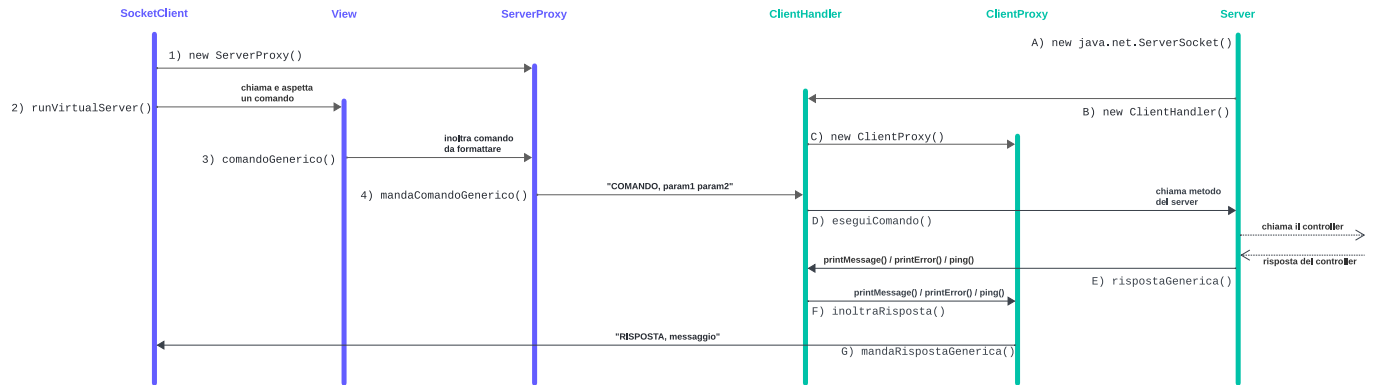 SocketClient View ServerProxy ClientHandler ClientProxy Server
A) new java.net.ServerSocket()
1) new ServerProxy()
chiama e aspetta
un comando
2) runVirtualServer()
B) new ClientHandler()
C) new ClientProxy()
inoltra comando
da formattare
3) comandoGenerico()
"COMANDO, param1 param2"
4) mandaComandoGenerico()
chiama metodo
del server
D) eseguiComando()
chiama il controller
risposta del controller
printMessage() / printError() / ping()
E) rispostaGenerica()
printMessage() / printError() / ping()
F) inoltraRisposta()
"RISPOSTA, messaggio"
G) mandaRispostaGenerica()